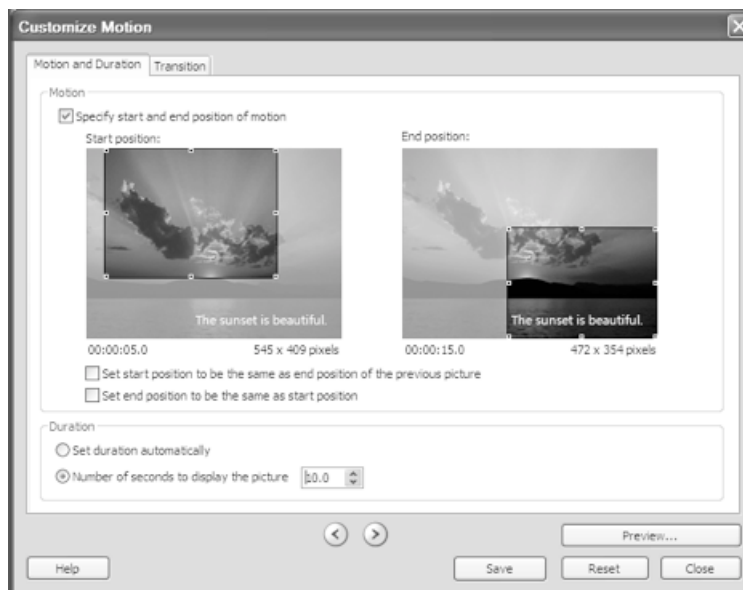 Customize Motion
Motion and Duration Transition
Motion
Specify start and end position of motion
Start position: End position:
The sunset is beautiful. The sunset is beautiful.
00:00:05.0 545 x 409 pixels 00:00:15.0 472 x 354 pixels
Set start position to be the same as end position of the previous picture
Set end position to be the same as start position
Duration
Set duration automatically
Number of seconds to display the picture 10.0
Preview...
Help Save Reset Close